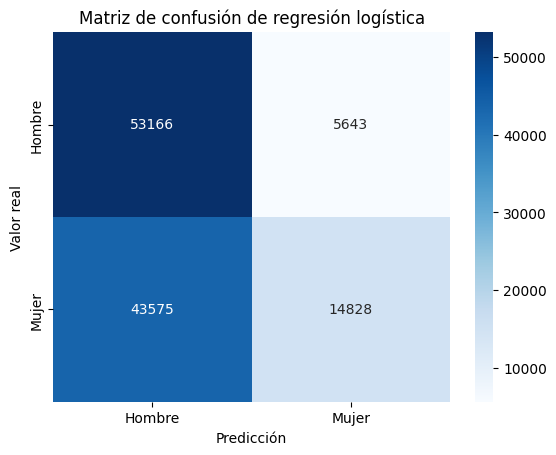 Matriz de confusión de regresión logística
Valor real
Hombre
53166
5643
Mujer
43575
14828
Hombre
Mujer
Predicción
50000
40000
30000
20000
10000